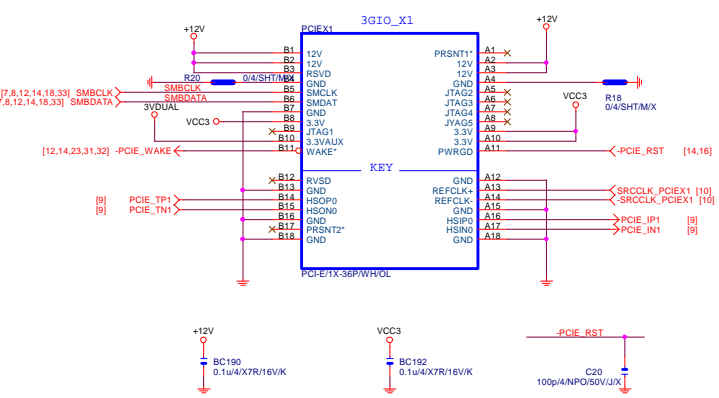 3GIO_X1
+12V
PCIEX1
+12V
B1 12V PRSNT1* A1
B2 12V 12V A2
B3 RSVD 12V A3
R20 0/4/SHT/M/X B4 GND GND A4
[7,8,12,14,18,33] SMBCLK SMBCLK B5 SMCLK JTAG2 A5
7,8,12,14,18,33] SMBDATA SMBDATA B6 SMDAT JTAG3 A6
R18
0/4/SHT/M/X
3VDUAL B7 GND JTAG4 A7 VCC3
VCC3 B8 3.3V JYAG5 A8
B9 JTAG1 3.3V A9
B10 3.3VAUX 3.3V A10
[12,14,23,31,32] -PCIE_WAKE B11 WAKE* PWRGD A11 -PCIE_RST [14,16]
KEY
B12 RVSD GND A12
B13 GND REFCLK+ A13 SRCCLK_PCIEX1 [10]
[9] PCIE_TP1 B14 HSOP0 REFCLK- A14 -SRCCLK_PCIEX1 [10]
[9] PCIE_TN1 B15 HSON0 GND A15
B16 GND HSIP0 A16 PCIE_IP1 [9]
B17 PRSNT2* HSIN0 A17 PCIE_IN1 [9]
B18 GND GND A18
PCI-E/1X-36P/WH/OL
+12V
BC190
0.1u/4/X7R/16V/K
VCC3
BC192
0.1u/4/X7R/16V/K
-PCIE_RST
C20
100p/4/NPO/50V/J/X